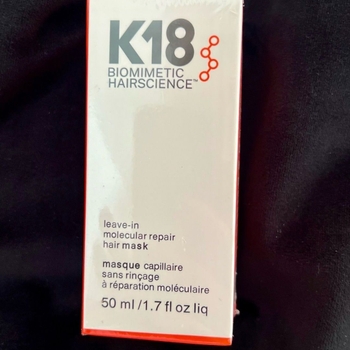 K18
BIOMIMETIC
HAIRSCIENCE™
leave-in
molecular repair
hair mask
masque capillaire
sans rinçage
à réparation moléculaire
50 ml /1.7 fl oz liq